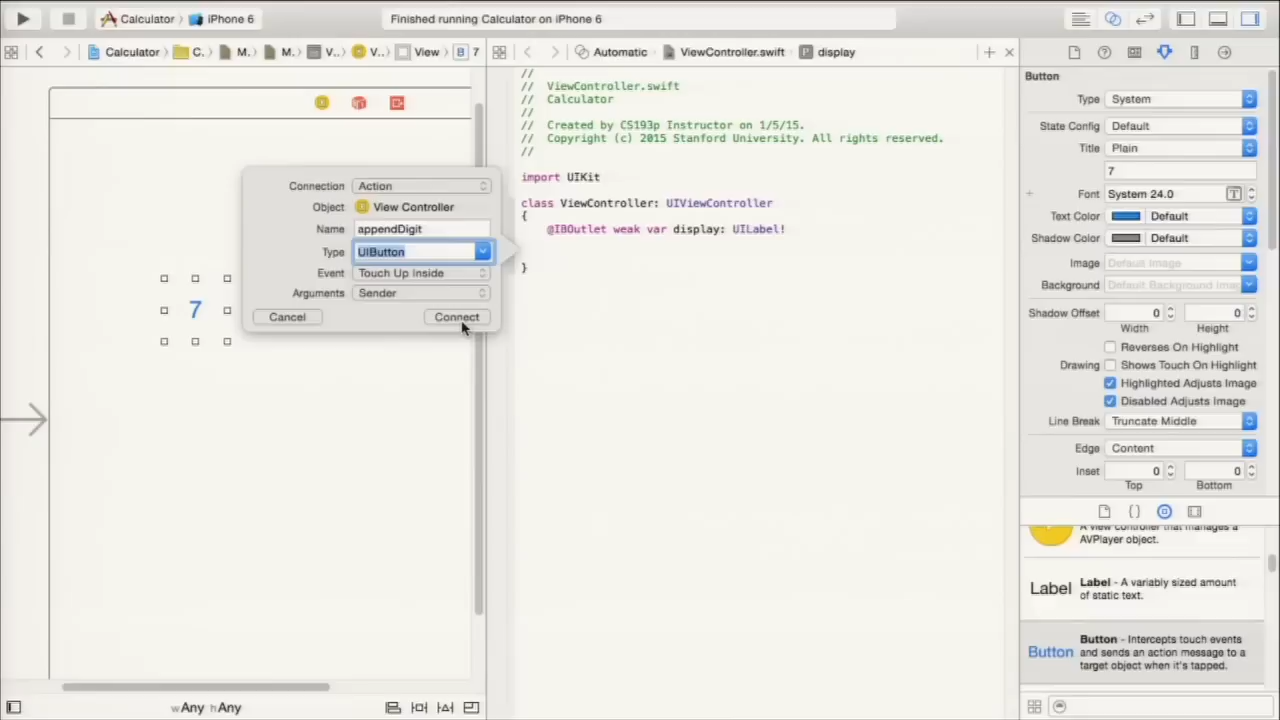 Calculator
iPhone 6
Finished running Calculator on iPhone 6
Calculator
C...
M...
M...
V...
V...
View
B
7
Automatic
ViewController.swift
display
Connection
Action
Object
View Controller
Name
appendDigit
Type
UIButton
Event
Touch Up Inside
Arguments
Sender
Cancel
Connect
7
//
//  ViewController.swift
//  Calculator
//
//  Created by CS193p Instructor on 1/5/15.
//  Copyright (c) 2015 Stanford University. All rights reserved.
//
import UIKit
class ViewController: UIViewController
{
@IBOutlet weak var display: UILabel!
}
Button
Type
System
State Config
Default
Title
Plain
7
Font
System 24.0
Text Color
Default
Shadow Color
Default
Image
Default Image
Background
Default Background Imag
Shadow Offset
0
0
Width
Height
Reverses On Highlight
Drawing
Shows Touch On Highlight
Highlighted Adjusts Image
Disabled Adjusts Image
Line Break
Truncate Middle
Edge
Content
Inset
0
0
Top
Bottom
A view controller that manages a
AVPlayer object.
Label
Label - A variably sized amount
of static text.
Button
Button - Intercepts touch events
and sends an action message to a
target object when it's tapped.
wAny hAny